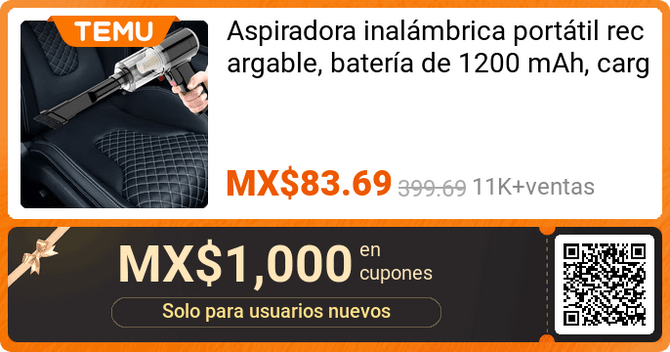 TEMU
Aspiradora inalámbrica portátil rec
argable, batería de 1200 mAh, carg
MX$83.69 399.69 11K+ventas
MX$1,000 en
cupones
Solo para usuarios nuevos